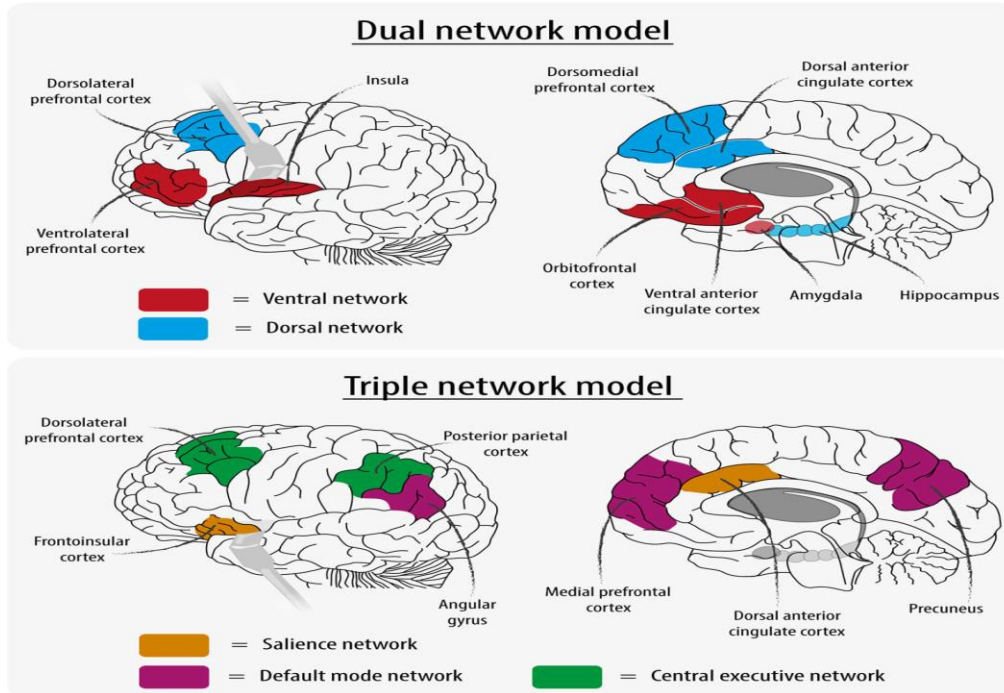 Dual network model
Dorsolateral
prefrontal cortex
Insula
Ventrolateral
prefrontal cortex
Dorsomedial
prefrontal cortex
Dorsal anterior
cingulate cortex
Orbitofrontal
cortex
Ventral anterior
cingulate cortex
Amygdala
Hippocampus
= Ventral network
= Dorsal network
Triple network model
Dorsolateral
prefrontal cortex
Posterior parietal
cortex
Frontoinsular
cortex
Angular
gyrus
Medial prefrontal
cortex
Dorsal anterior
cingulate cortex
Precuneus
= Salience network
= Default mode network
= Central executive network